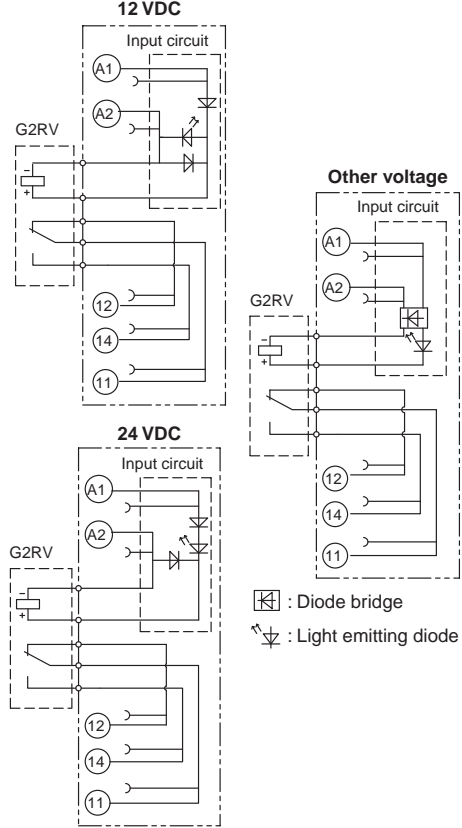 12 VDC
Input circuit
A1
A2
G2RV
−
+
12
14
11
Other voltage
Input circuit
A1
A2
G2RV
−
+
12
14
11
24 VDC
Input circuit
A1
A2
G2RV
−
+
12
14
11
: Diode bridge
: Light emitting diode